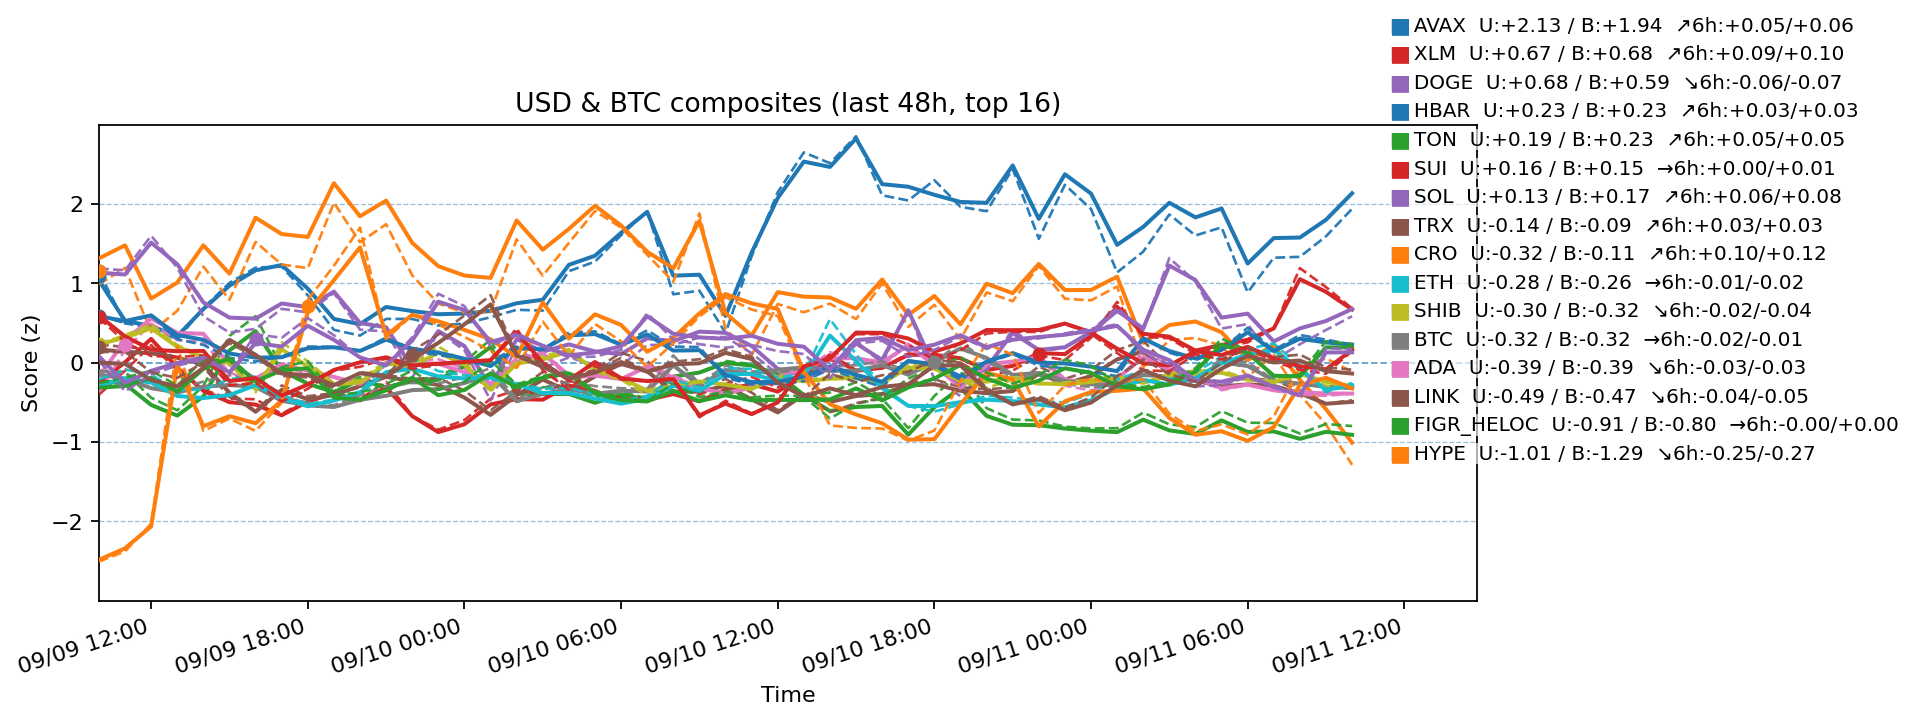 AVAX  U:+2.13 / B:+1.94  ↗6h:+0.05/+0.06
XLM  U:+0.67 / B:+0.68  ↗6h:+0.09/+0.10
DOGE  U:+0.68 / B:+0.59  ↘6h:-0.06/-0.07
HBAR  U:+0.23 / B:+0.23  ↗6h:+0.03/+0.03
TON  U:+0.19 / B:+0.23  ↗6h:+0.05/+0.05
SUI  U:+0.16 / B:+0.15  →6h:+0.00/+0.01
SOL  U:+0.13 / B:+0.17  ↗6h:+0.06/+0.08
TRX  U:-0.14 / B:-0.09  ↗6h:+0.03/+0.03
CRO  U:-0.32 / B:-0.11  ↗6h:+0.10/+0.12
ETH  U:-0.28 / B:-0.26  →6h:-0.01/-0.02
SHIB  U:-0.30 / B:-0.32  ↘6h:-0.02/-0.04
BTC  U:-0.32 / B:-0.32  →6h:-0.02/-0.01
ADA  U:-0.39 / B:-0.39  ↘6h:-0.03/-0.03
LINK  U:-0.49 / B:-0.47  ↘6h:-0.04/-0.05
FIGR_HELOC  U:-0.91 / B:-0.80  →6h:-0.00/+0.00
HYPE  U:-1.01 / B:-1.29  ↘6h:-0.25/-0.27
USD & BTC composites (last 48h, top 16)
Score (z)
2
1
0
−1
−2
09/09 12:00
09/09 18:00
09/10 00:00
09/10 06:00
09/10 12:00
09/10 18:00
09/11 00:00
09/11 06:00
09/11 12:00
Time